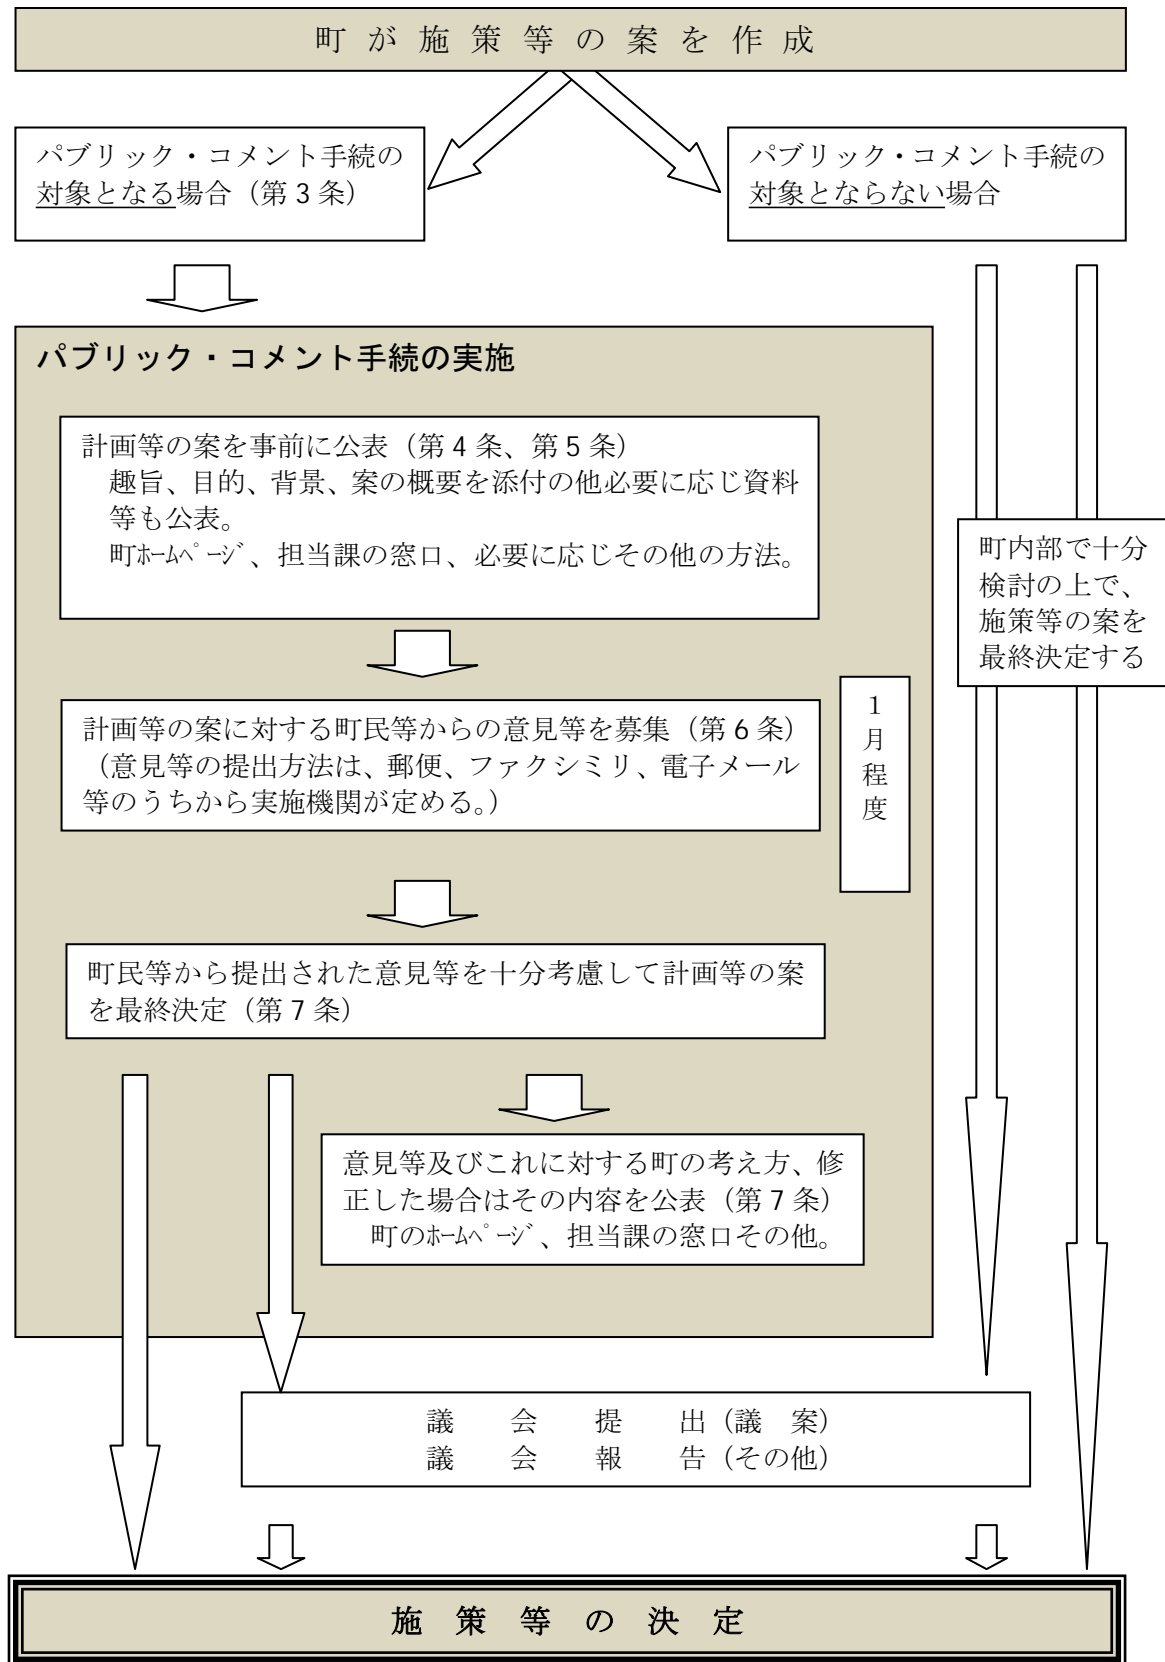 町が施策等の案を作成
パブリック・コメント手続の
対象となる場合（第3条）
パブリック・コメント手続の
対象とならない場合
パブリック・コメント手続の実施
計画等の案を事前に公表（第4条、第5条）
趣旨、目的、背景、案の概要を添付の他必要に応じ資料
等も公表。
町ﾎｰﾑﾍﾟｰｼﾞ、担当課の窓口、必要に応じその他の方法。
町内部で十分
検討の上で、
施策等の案を
最終決定する
計画等の案に対する町民等からの意見等を募集（第6条）
（意見等の提出方法は、郵便、ファクシミリ、電子メール
等のうちから実施機関が定める。）
1月程度
町民等から提出された意見等を十分考慮して計画等の案
を最終決定（第7条）
意見等及びこれに対する町の考え方、修
正した場合はその内容を公表（第7条）
町のﾎｰﾑﾍﾟｰｼﾞ、担当課の窓口その他。
議　会　提　出（議　案）
議　会　報　告（その他）
施策等の決定